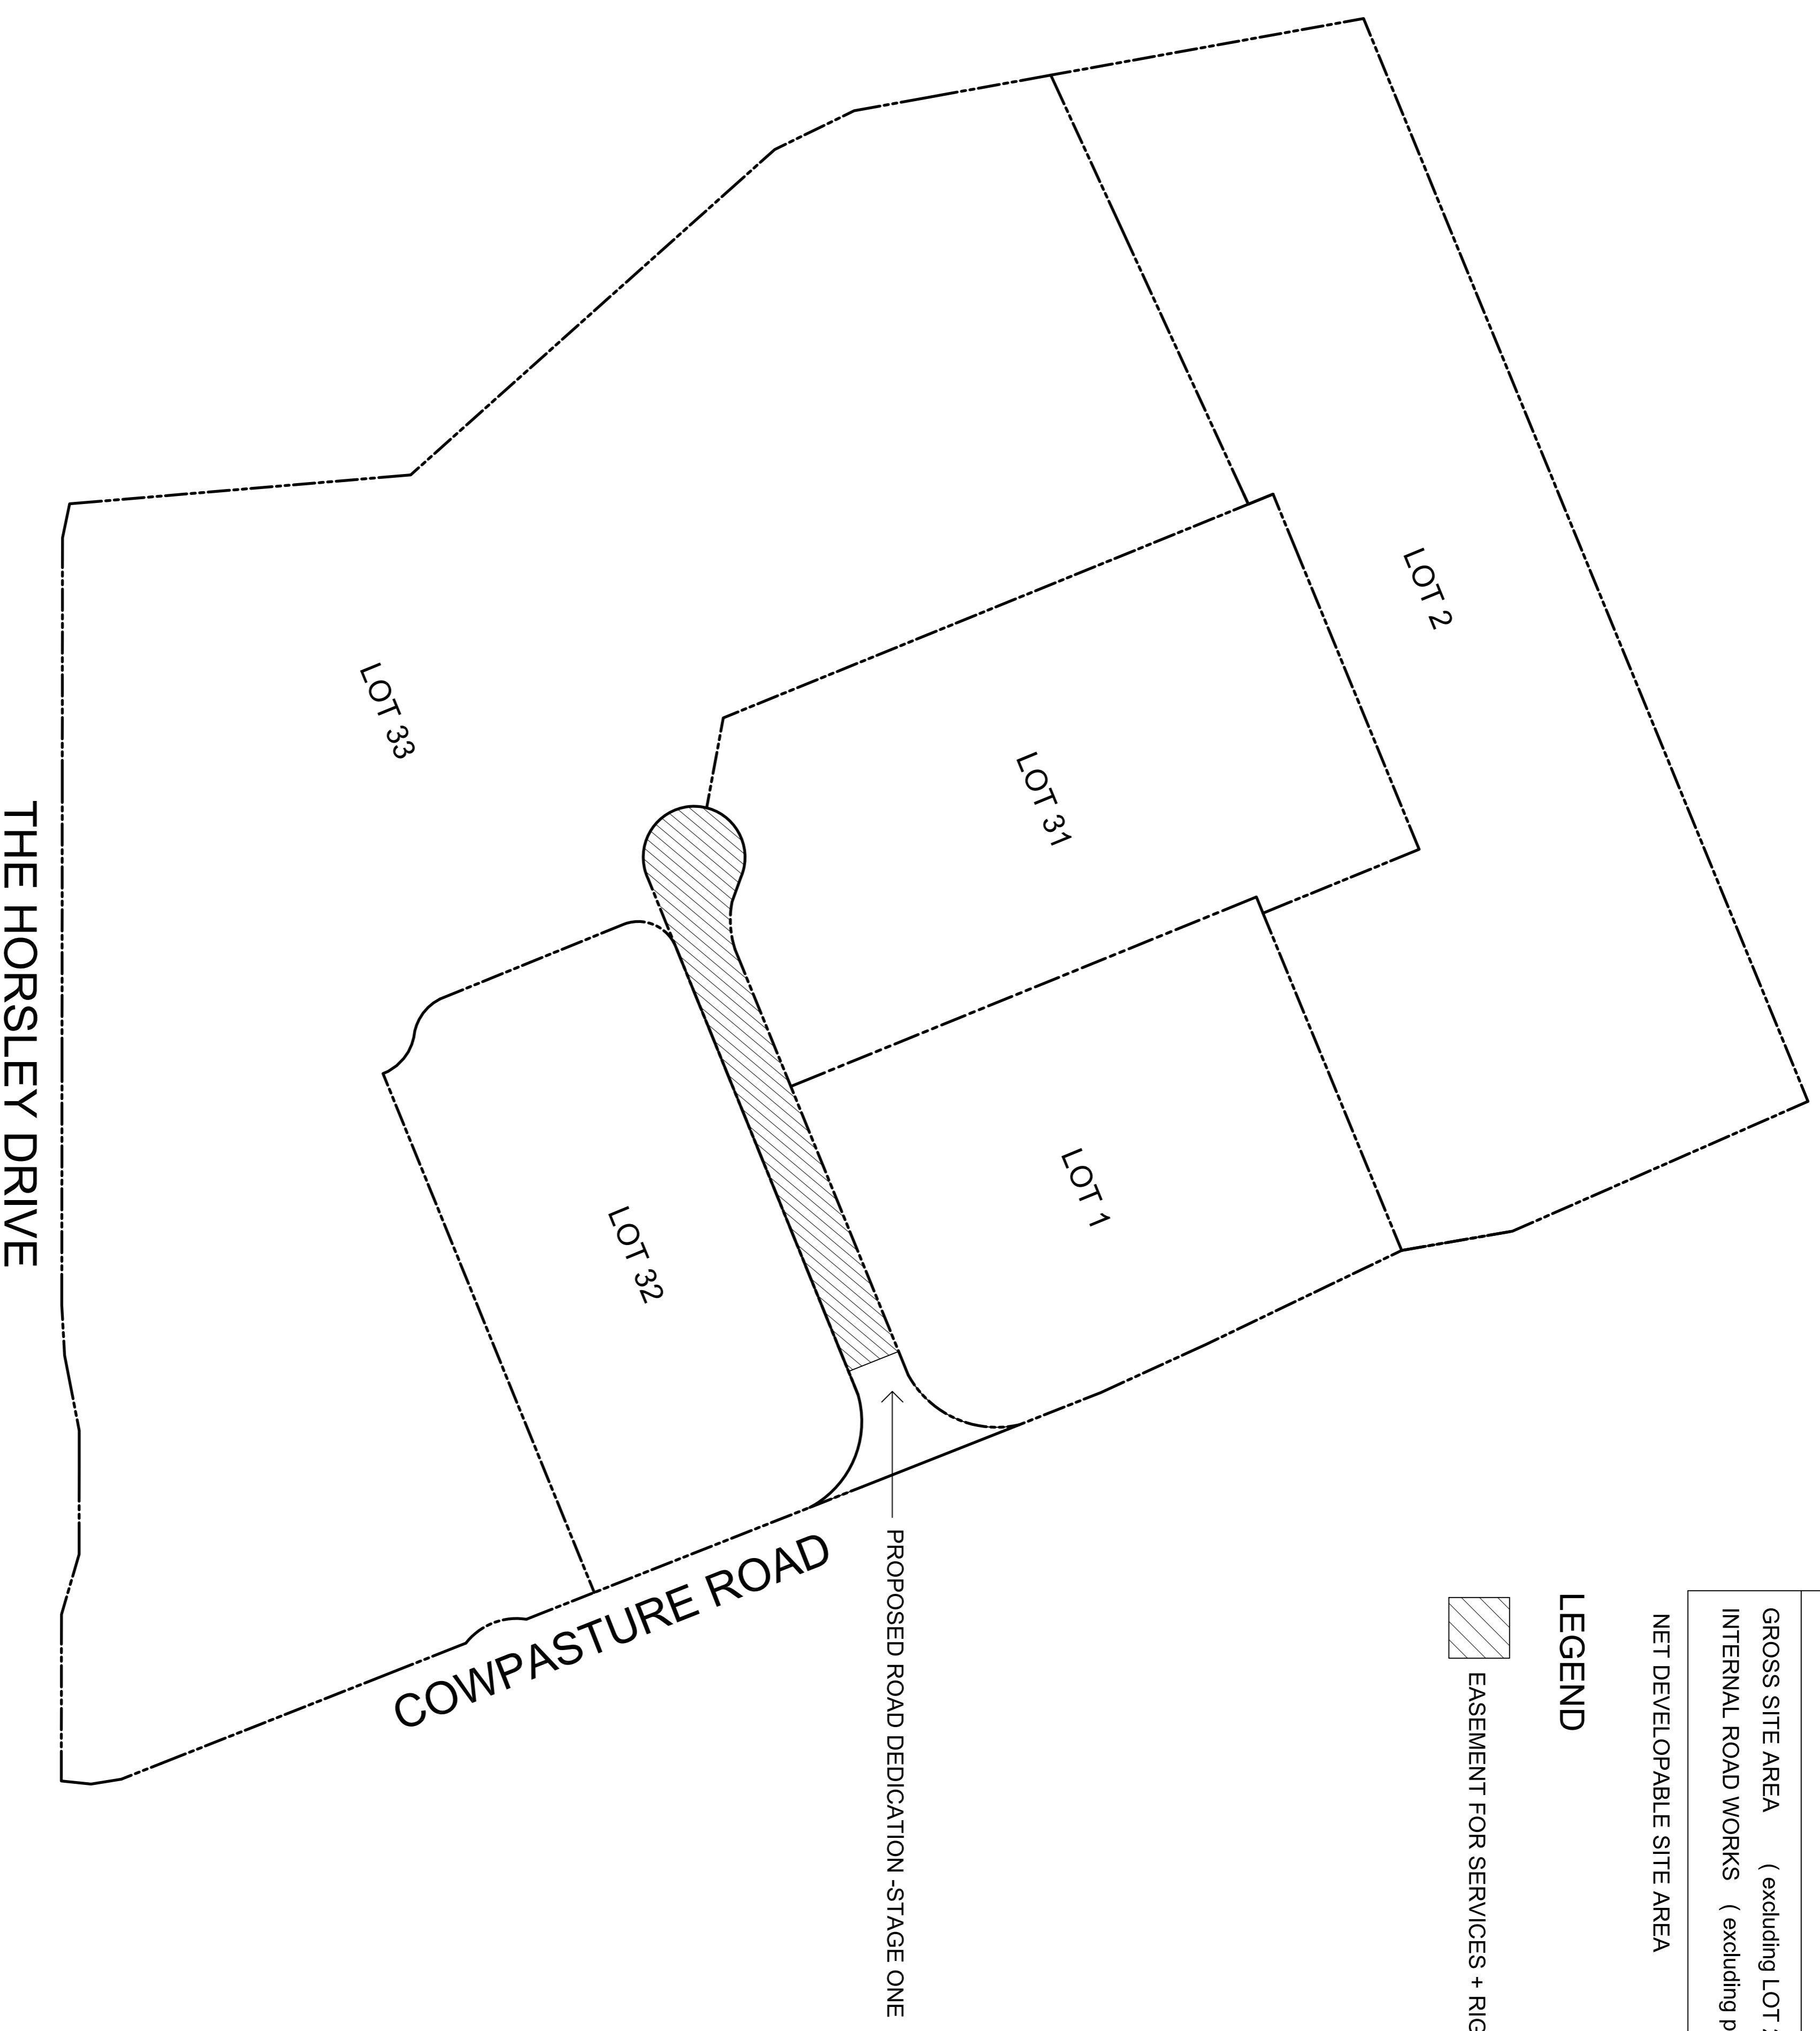 LOT 2
LOT 31
LOT 33
LOT 1
LOT 32
THE HORSLEY DRIVE
COWPASTURE ROAD
PROPOSED ROAD DEDICATION -STAGE ONE
GROSS SITE AREA ( excluding LOT
INTERNAL ROAD WORKS ( excluding
NET DEVELOPABLE SITE AREA
LEGEND
EASEMENT FOR SERVICES +